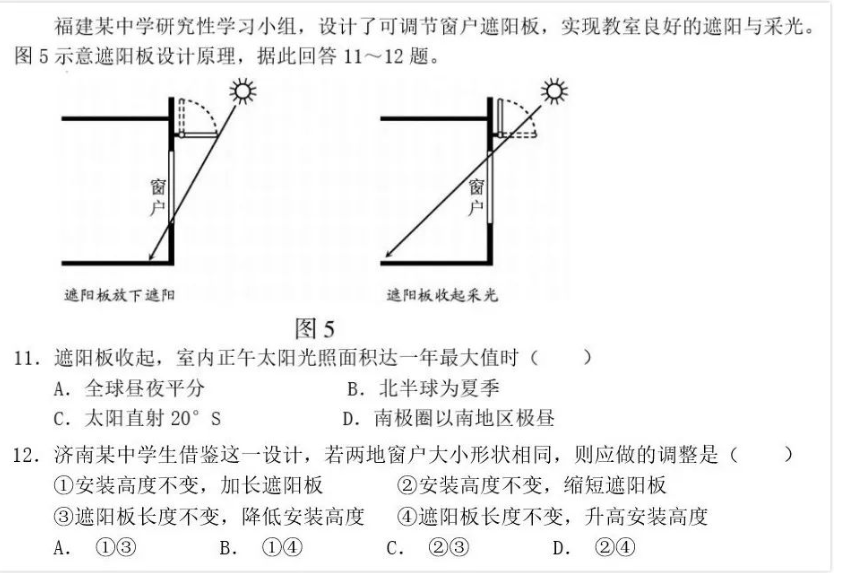 福建某中学研究性学习小组，设计了可调节窗户遮阳板，实现教室良好的遮阳与采光。
图 5 示意遮阳板设计原理，据此回答 11～12 题。
窗户
窗户
遮阳板放下遮阳
遮阳板收起采光
图 5
11．遮阳板收起，室内正午太阳光照面积达一年最大值时（　　）
A．全球昼夜平分　　B．北半球为夏季
C．太阳直射 20°S　　D．南极圈以南地区极昼
12．济南某中学生借鉴这一设计，若两地窗户大小形状相同，则应做的调整是（　　）
①安装高度不变，加长遮阳板　　②安装高度不变，缩短遮阳板
③遮阳板长度不变，降低安装高度　　④遮阳板长度不变，升高安装高度
A．①③　　B．①④　　C．②③　　D．②④